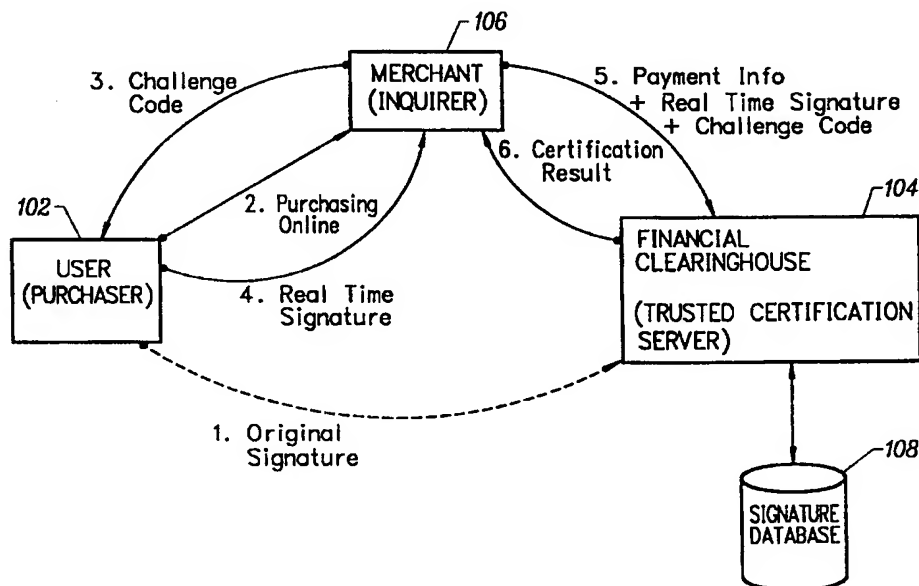 106
3. Challenge
Code
MERCHANT
(INQUIRER)
5. Payment Info
+ Real Time Signature
+ Challenge Code
6. Certification
Result
102
2. Purchasing
Online
104
USER
(PURCHASER)
FINANCIAL
CLEARINGHOUSE
(TRUSTED CERTIFICATION
SERVER)
4. Real Time
Signature
1. Original
Signature
108
SIGNATURE
DATABASE